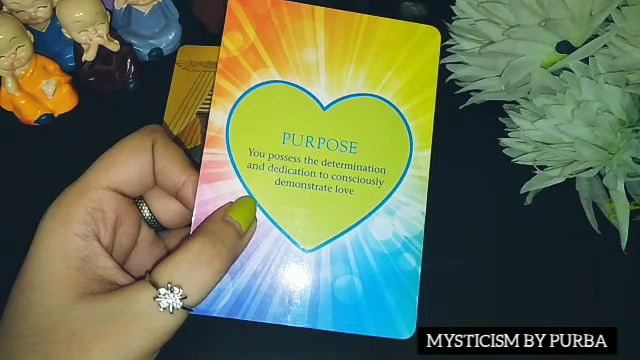 PURPOSE
You possess the determination
and dedication to consciously
demonstrate love
MYSTICISM BY PURBA